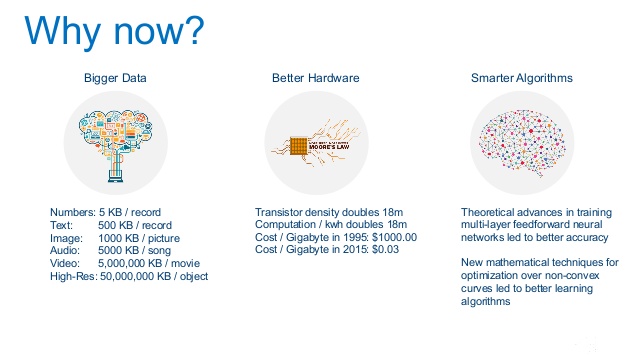 Why now?
Bigger Data
Better Hardware
Smarter Algorithms
MOORE'S LAW
Numbers: 5 KB / record
Text: 500 KB / record
Image: 1000 KB / picture
Audio: 5000 KB / song
Video: 5,000,000 KB / movie
High-Res: 50,000,000 KB / object
Transistor density doubles 18m
Computation / kwh doubles 18m
Cost / Gigabyte in 1995: $1000.00
Cost / Gigabyte in 2015: $0.03
Theoretical advances in training
multi-layer feedforward neural
networks led to better accuracy
New mathematical techniques for
optimization over non-convex
curves led to better learning
algorithms